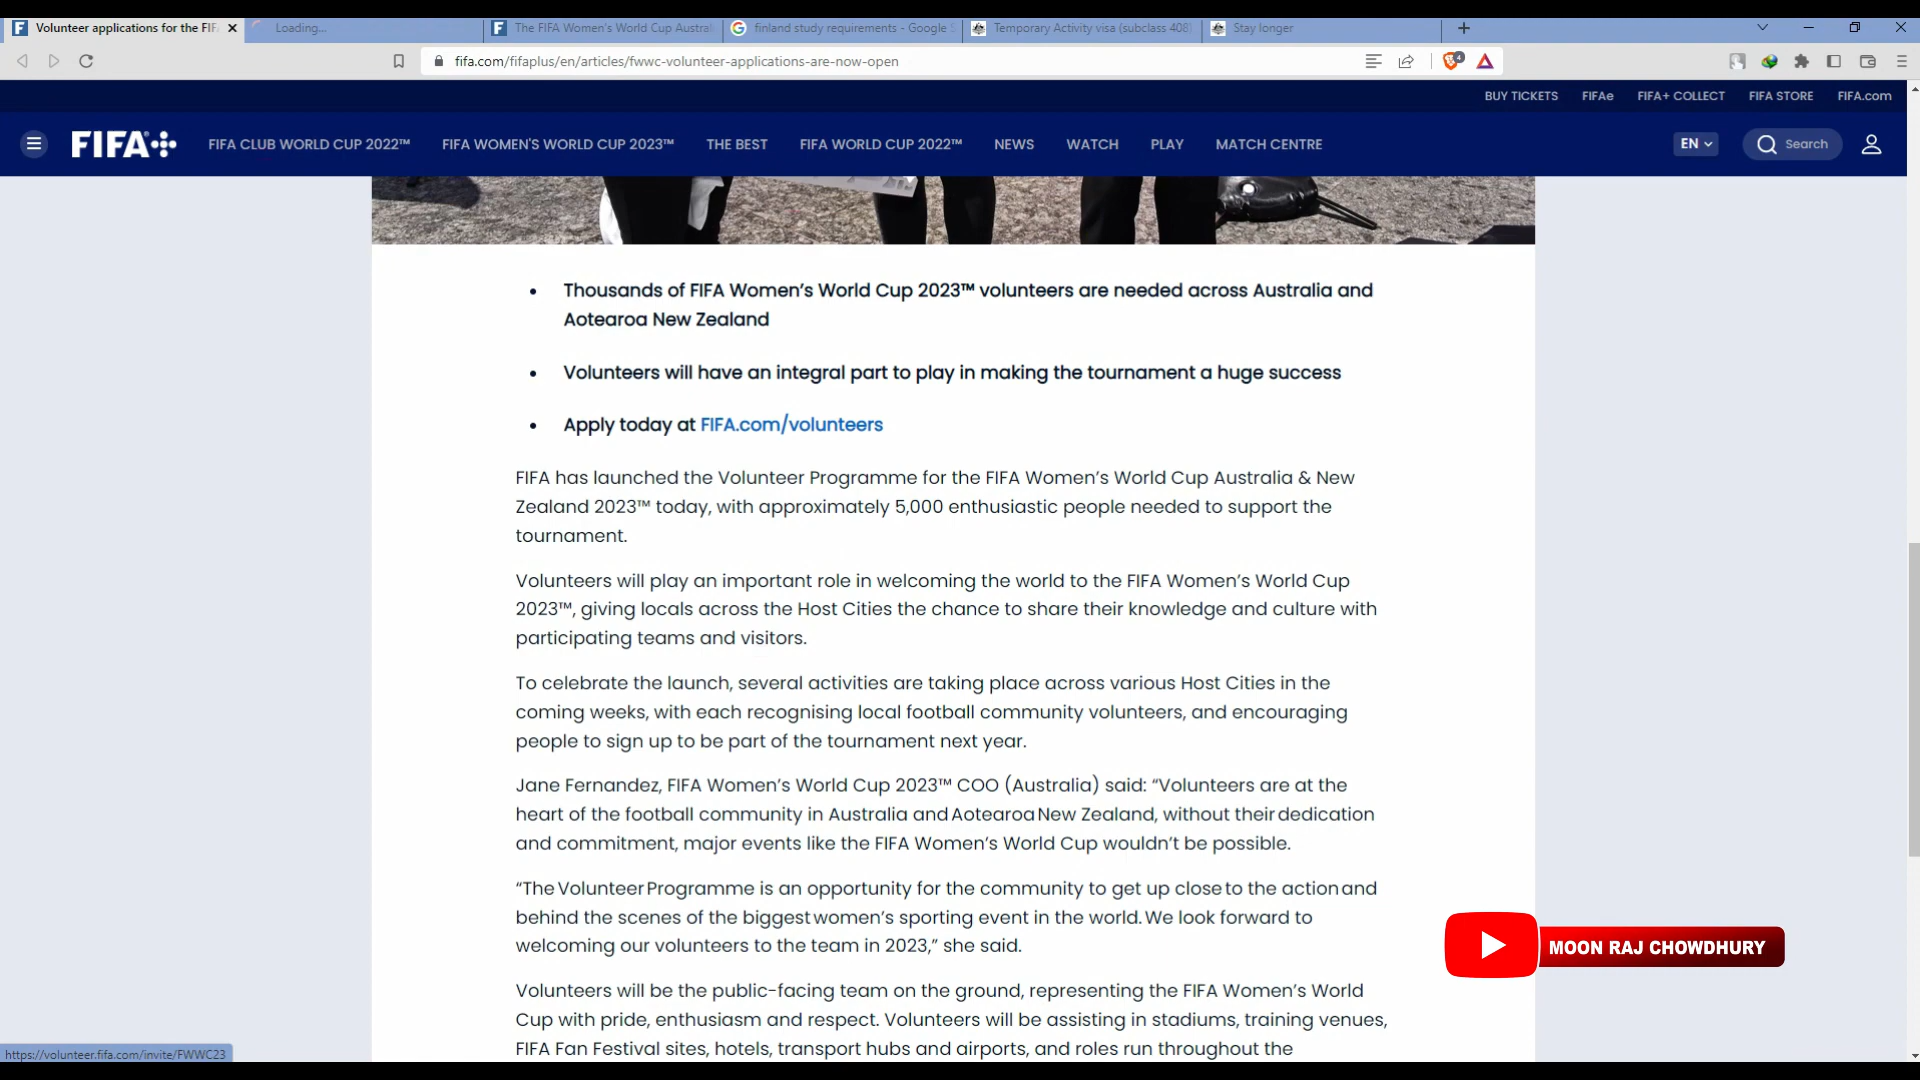 Volunteer applications for the FIF
Loading...
The FIFA Women's World Cup Austral
finland study requirements - Google S
Temporary Activity visa (subclass 408)
Stay longer
fifa.com/fifaplus/en/articles/fwwc-volunteer-applications-are-now-open
4
BUY TICKETS FIFAe FIFA+ COLLECT FIFA STORE FIFA.com
FIFA+ FIFA CLUB WORLD CUP 2022™ FIFA WOMEN'S WORLD CUP 2023™ THE BEST FIFA WORLD CUP 2022™ NEWS WATCH PLAY MATCH CENTRE EN Search
• Thousands of FIFA Women’s World Cup 2023™ volunteers are needed across Australia and
Aotearoa New Zealand
• Volunteers will have an integral part to play in making the tournament a huge success
• Apply today at FIFA.com/volunteers
FIFA has launched the Volunteer Programme for the FIFA Women’s World Cup Australia & New
Zealand 2023™ today, with approximately 5,000 enthusiastic people needed to support the
tournament.
Volunteers will play an important role in welcoming the world to the FIFA Women’s World Cup
2023™, giving locals across the Host Cities the chance to share their knowledge and culture with
participating teams and visitors.
To celebrate the launch, several activities are taking place across various Host Cities in the
coming weeks, with each recognising local football community volunteers, and encouraging
people to sign up to be part of the tournament next year.
Jane Fernandez, FIFA Women’s World Cup 2023™ COO (Australia) said: “Volunteers are at the
heart of the football community in Australia and Aotearoa New Zealand, without their dedication
and commitment, major events like the FIFA Women’s World Cup wouldn’t be possible.
“The Volunteer Programme is an opportunity for the community to get up close to the action and
behind the scenes of the biggest women’s sporting event in the world. We look forward to
welcoming our volunteers to the team in 2023,” she said.
MOON RAJ CHOWDHURY
Volunteers will be the public-facing team on the ground, representing the FIFA Women’s World
Cup with pride, enthusiasm and respect. Volunteers will be assisting in stadiums, training venues,
FIFA Fan Festival sites, hotels, transport hubs and airports, and roles run throughout the
https://volunteer.fifa.com/invite/FWWC23